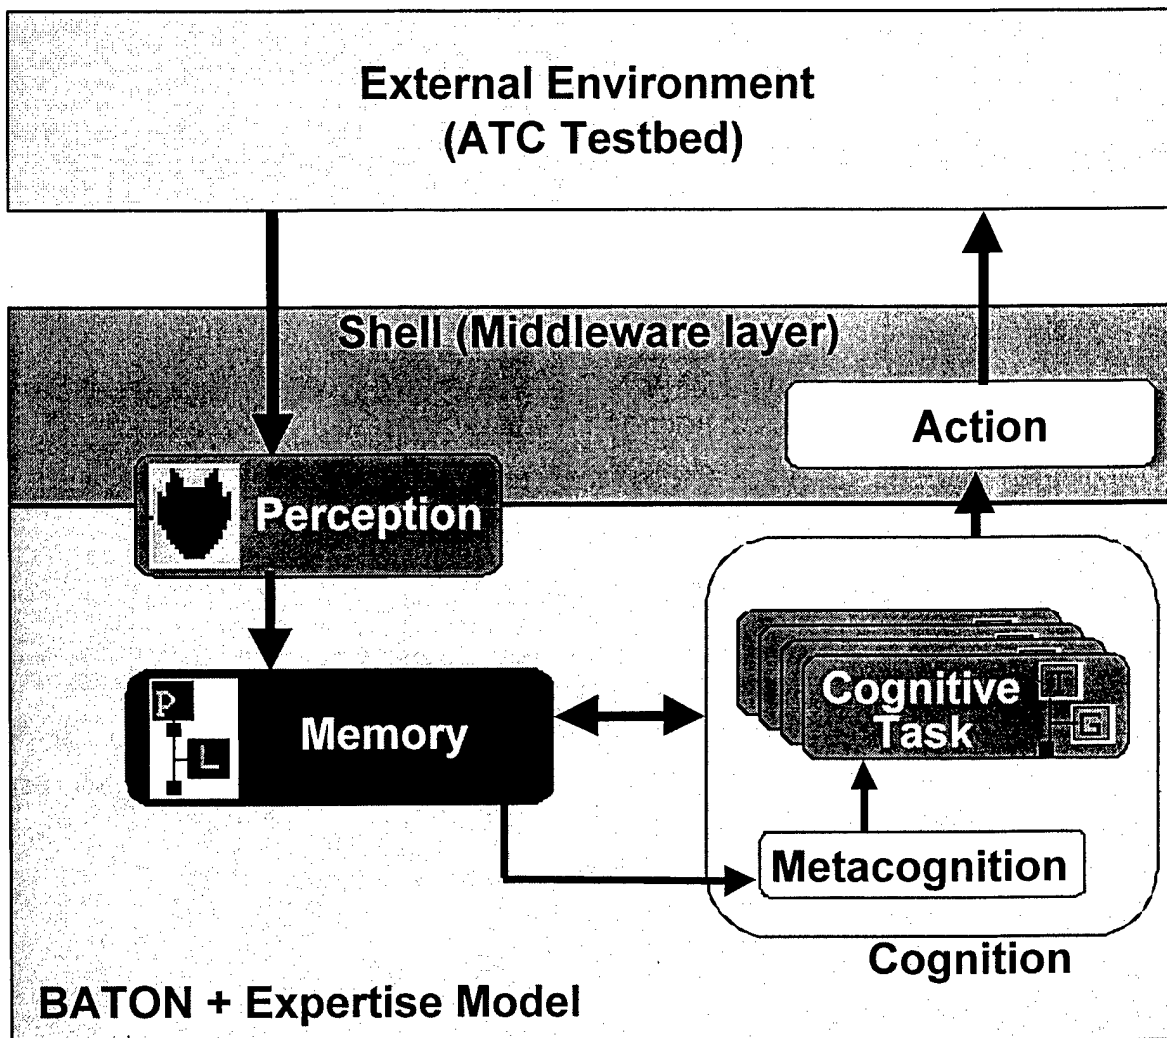 External Environment
(ATC Testbed)
Shell (Middleware layer)
Action
Perception
P
L
Memory
Cognitive
Task
T
G
Metacognition
Cognition
BATON + Expertise Model